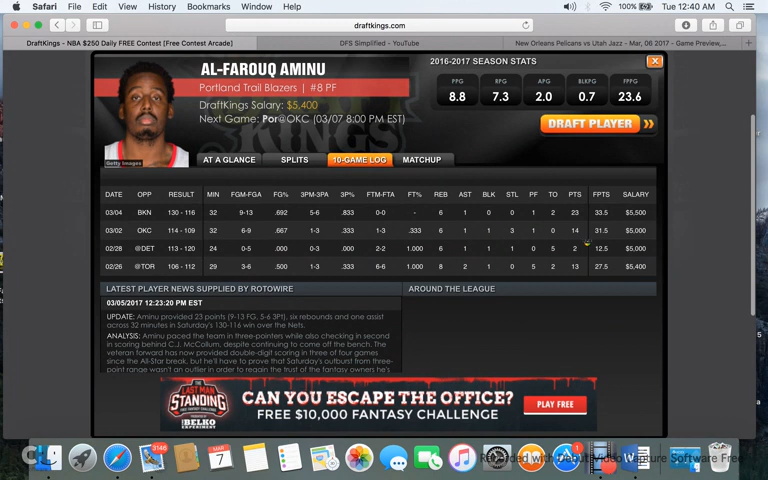 Safari File Edit View History Bookmarks Window Help 100% Tue 12:40 AM
draftkings.com
DraftKings - NBA $250 Daily FREE Contest [Free Contest Arcade] DFS Simplified - YouTube New Orleans Pelicans vs Utah Jazz - Mar, 06 2017 - Game Preview,...
AL-FAROUQ AMINU
Portland Trail Blazers | #8 PF
DraftKings Salary: $5,400
Next Game: Por@OKC (03/07 8:00 PM EST)
Getty Images
2016-2017 SEASON STATS
PPG RPG APG BLKPG FPPG
8.8 7.3 2.0 0.7 23.6
DRAFT PLAYER
AT A GLANCE SPLITS 10-GAME LOG MATCHUP
DATE OPP RESULT MIN FGM-FGA FG% 3PM-3PA 3P% FTM-FTA FT% REB AST BLK STL PF TO PTS FPTS SALARY
03/04 BKN 130 - 116 32 9-13 .692 5-6 .833 0-0 - 6 1 0 0 1 2 23 33.5 $5,500
03/02 OKC 114 - 109 32 6-9 .667 1-3 .333 1-3 .333 6 1 1 3 1 0 14 31.5 $5,000
02/28 @DET 113 - 120 24 0-5 .000 0-3 .000 2-2 1.000 6 1 1 1 0 5 2 12.5 $5,000
02/26 @TOR 106 - 112 29 3-6 .500 1-3 .333 6-6 1.000 8 2 1 0 5 2 13 27.5 $5,400
LATEST PLAYER NEWS SUPPLIED BY ROTOWIRE AROUND THE LEAGUE
03/05/2017 12:23:20 PM EST
UPDATE: Aminu provided 23 points (9-13 FG, 5-6 3Pt), six rebounds and one assist
across 32 minutes in Saturday's 130-116 win over the Nets.
ANALYSIS: Aminu paced the team in three-pointers while also checking in second
in scoring behind C.J. McCollum, despite continuing to come off the bench. The
veteran forward has now provided double-digit scoring in three of four games
since the All-Star break, but he'll have to prove that Saturday's outburst from three-
point range wasn't an outlier in order to regain the trust of the fantasy owners he's
THE LAST MAN STANDING
FREE FANTASY CHALLENGE
THE BELKO EXPERIMENT
CAN YOU ESCAPE THE OFFICE?
FREE $10,000 FANTASY CHALLENGE
PLAY FREE
3148
MAR
7
1
Recorded with Debut Video Capture Software Free